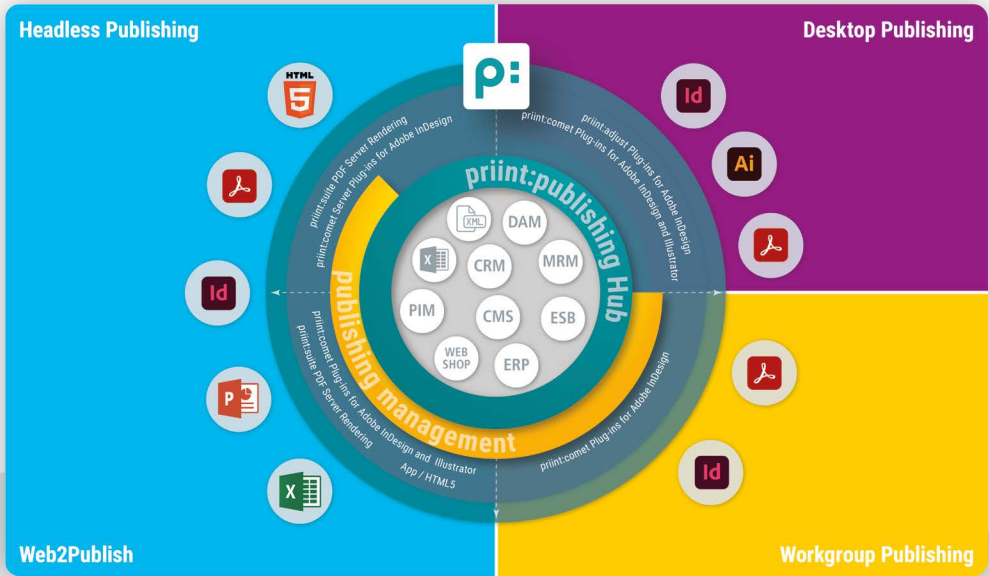 Headless Publishing
Desktop Publishing
HTML
5
p:
Id
Ai
Id
P
X
Id
priint:suite PDF Server Rendering
priint:comet Server Plug-ins for Adobe InDesign
priint:adjust Plug-ins for Adobe InDesign
priint:comet Plug-ins for Adobe InDesign and Illustrator
priint:publishing Hub
XML
DAM
X
CRM
MRM
PIM
CMS
ESB
WEB
SHOP
ERP
publishing management
priint:comet Plug-ins for Adobe InDesign and Illustrator
priint:suite PDF Server Rendering
App / HTML5
priint:comet Plug-ins for Adobe InDesign
Web2Publish
Workgroup Publishing